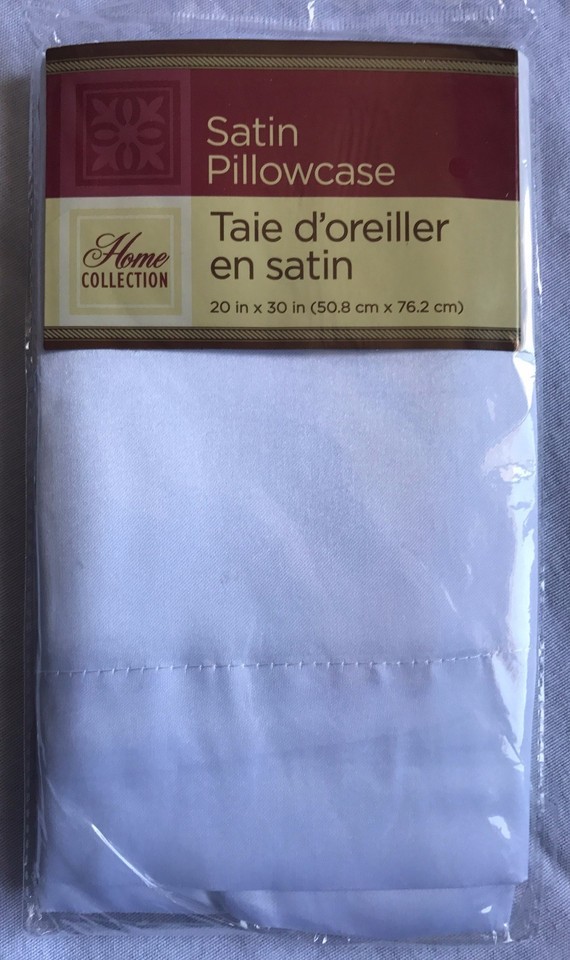 Satin
Pillowcase
Home
COLLECTION
Taie d'oreiller
en satin
20 in x 30 in (50.8 cm x 76.2 cm)